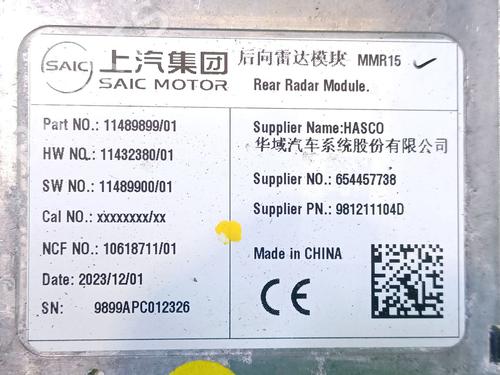 SAIC
上汽集团
SAIC MOTOR
后向雷达模块 MMR15
Rear Radar Module.
Part NO.: 11489899/01
HW NO.: 11432380/01
SW NO.: 11489900/01
Cal NO.: xxxxxxxx/xx
NCF NO.: 10618711/01
Date: 2023/12/01
SN: 9899APC012326
Supplier Name:HASCO
华域汽车系统股份有限公司
Supplier NO.: 654457738
Supplier PN.: 981211104D
Made in CHINA
CE